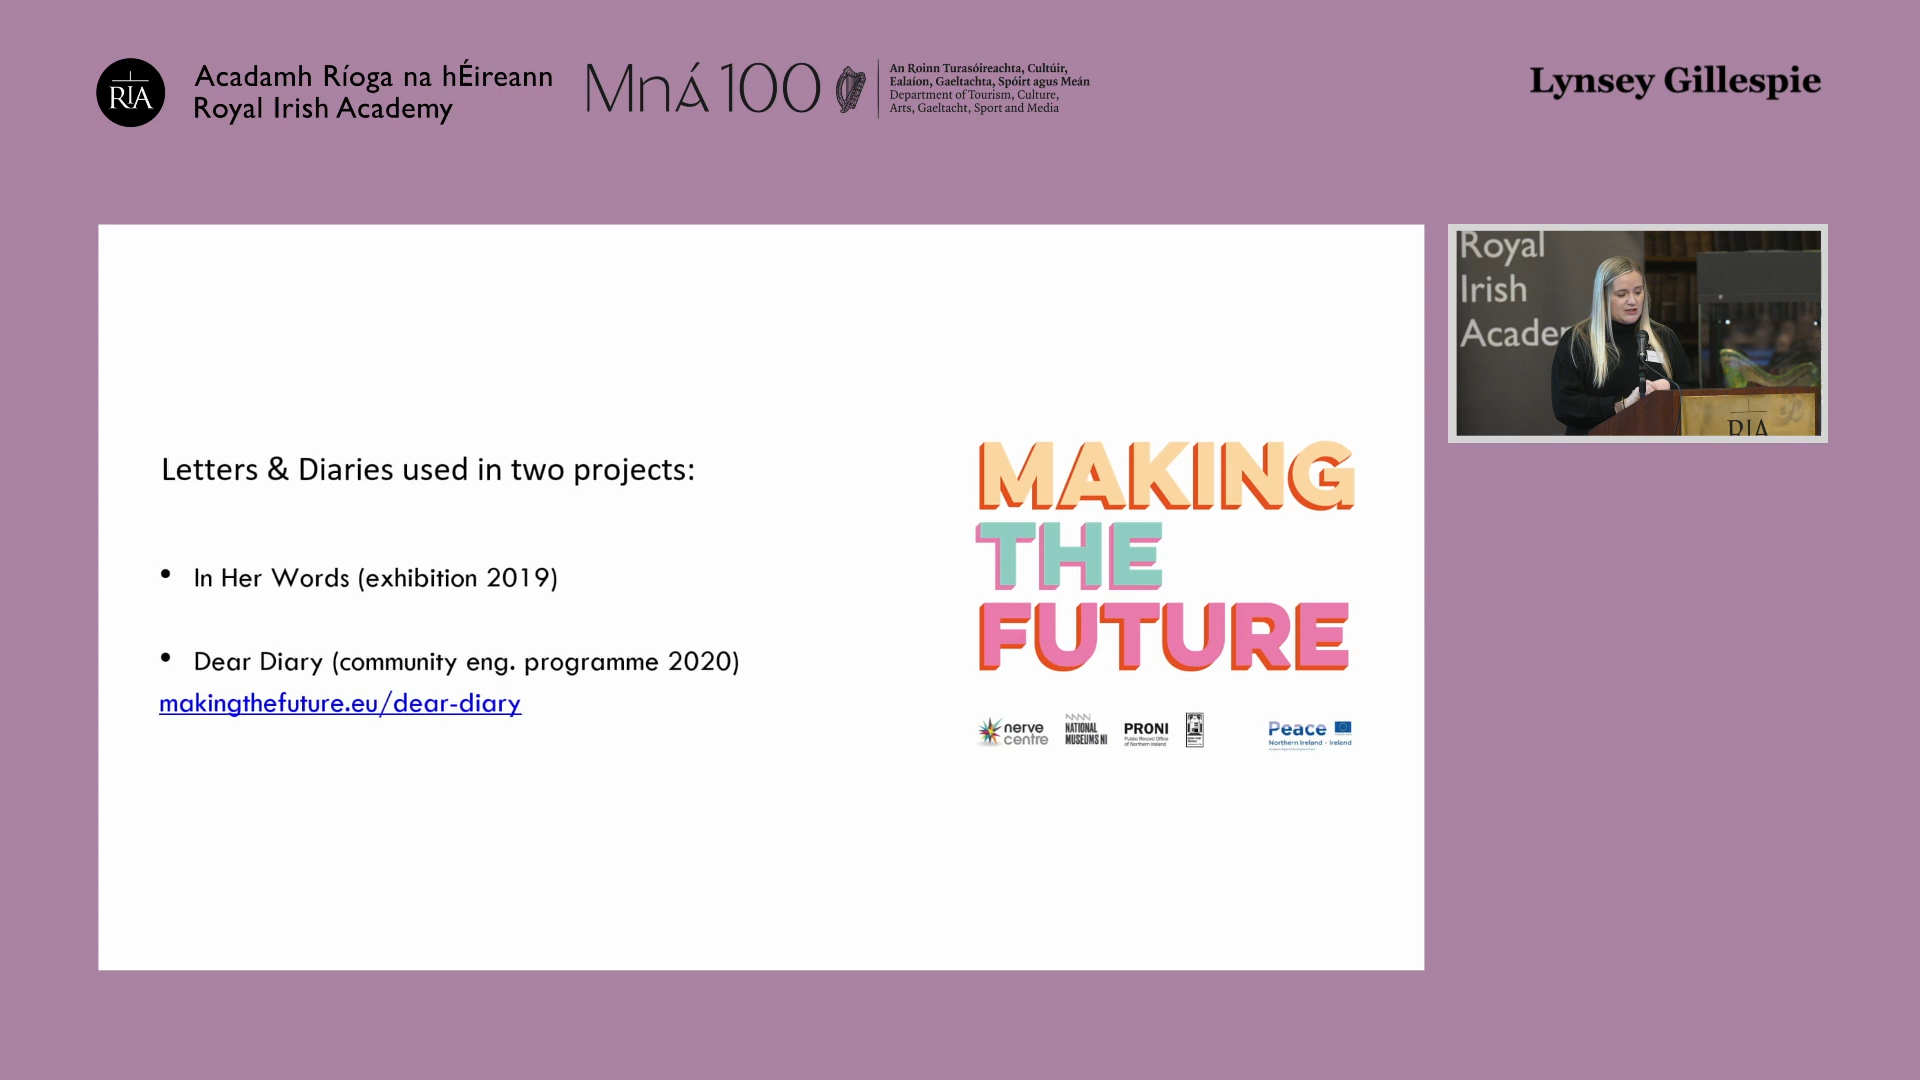 RIA
Acadamh Ríoga na hÉireann
Royal Irish Academy
Mná 100
An Roinn Turasóireachta, Cultúir,
Ealaíon, Gaeltachta, Spóirt agus Meán
Department of Tourism, Culture,
Arts, Gaeltacht, Sport and Media
Lynsey Gillespie
Royal
Irish
Acade
RIA
Letters & Diaries used in two projects:
• In Her Words (exhibition 2019)
• Dear Diary (community eng. programme 2020)
makingthefuture.eu/dear-diary
MAKING
THE
FUTURE
nerve
centre
NATIONAL
MUSEUMS NI
PRONI
Public Record Office
of Northern Ireland
Peace
Northern Ireland - Ireland